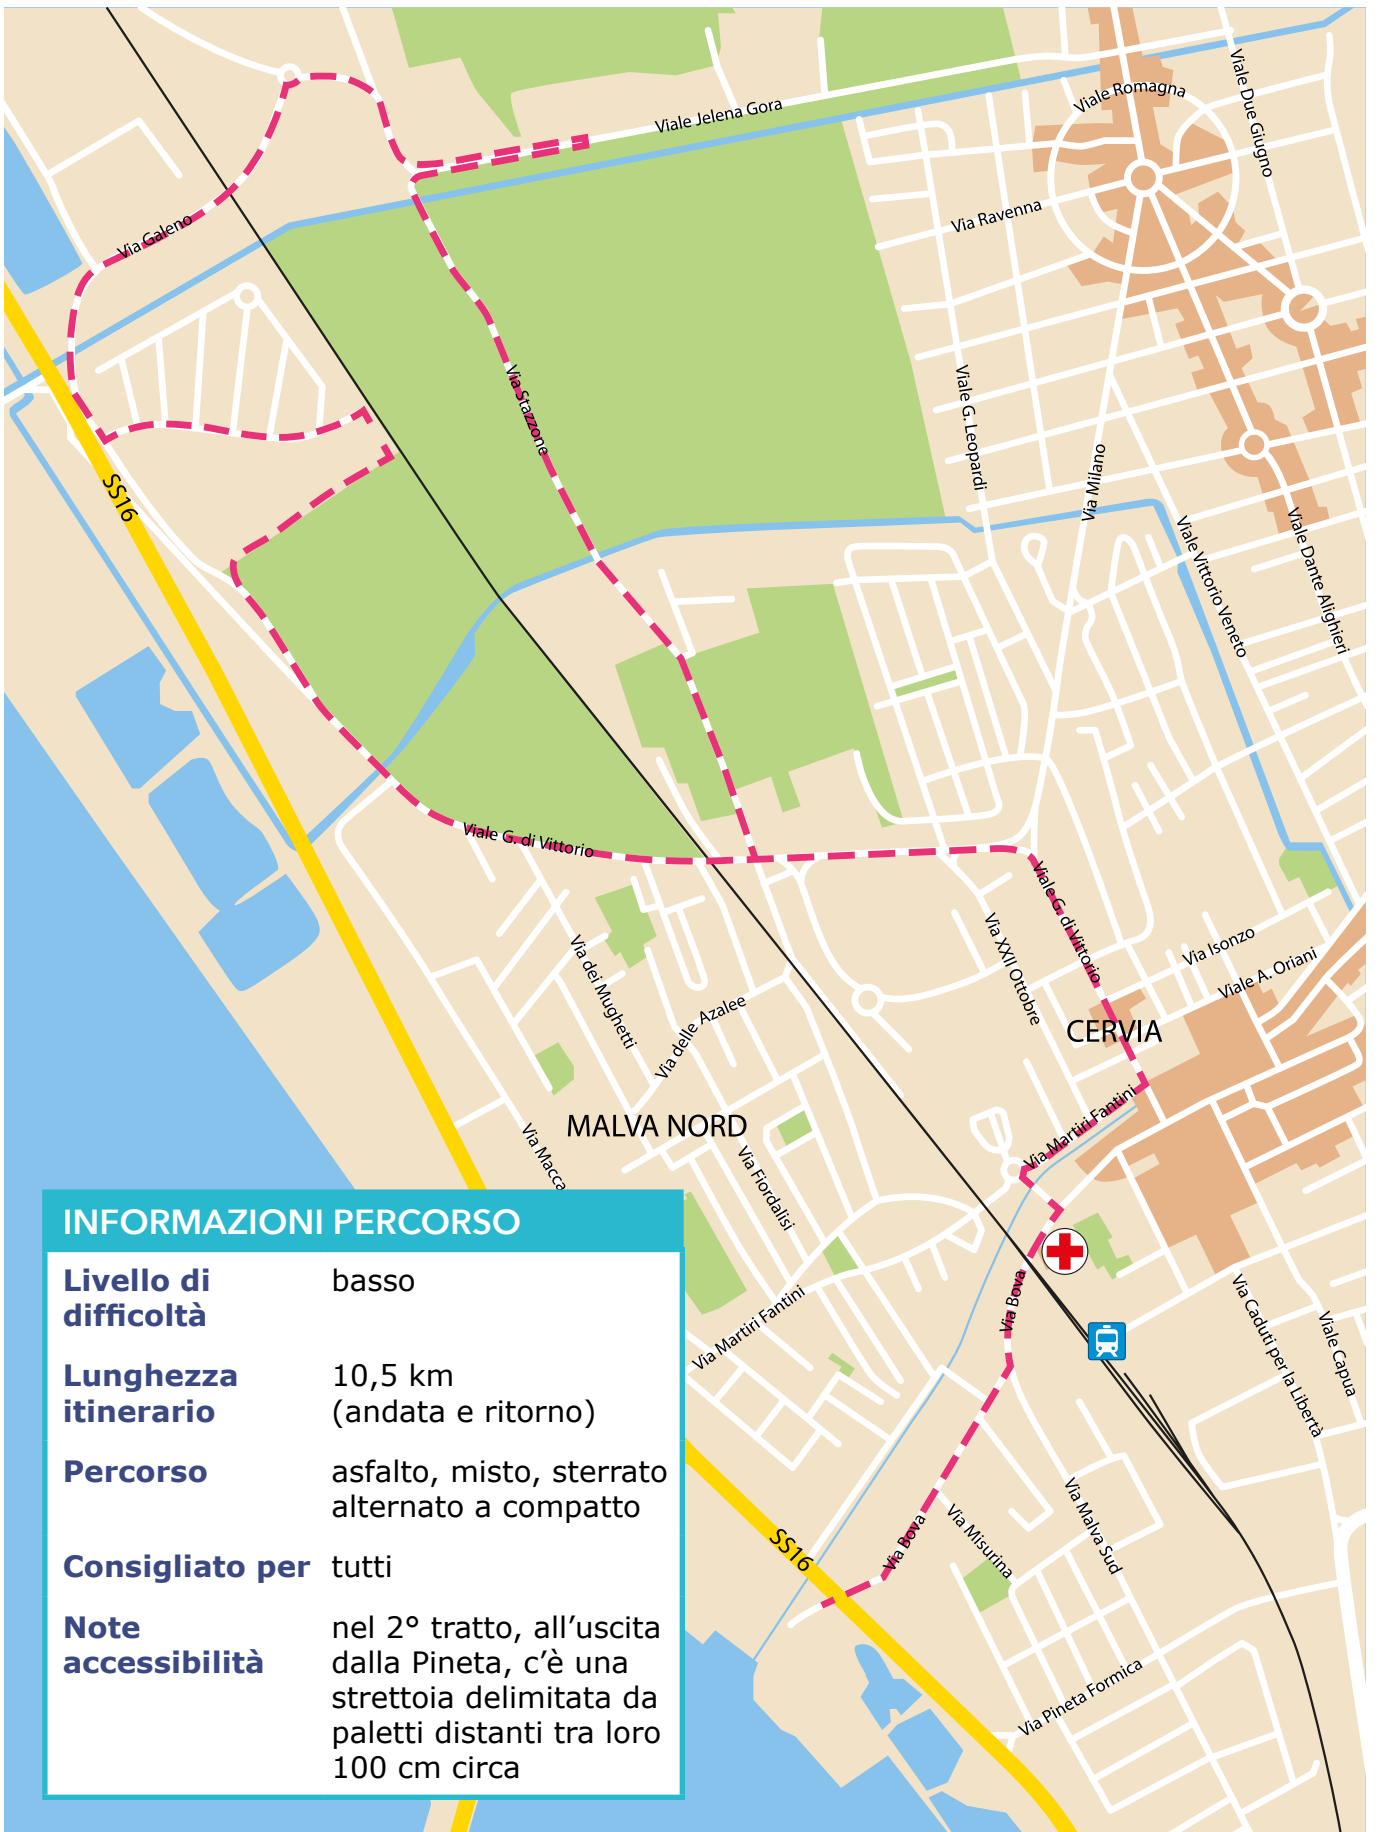 Viale Jelena Gora
Viale Romagna
Viale Due Giugno
Via Ravenna
Via Galeno
Via Stazzone
Viale G. Leopardi
Via Milano
SS16
Viale Vittorio Veneto
Viale Dante Alighieri
Viale G. di Vittorio
Viale G. di Vittorio
Via XXII Ottobre
Via Isonzo
Viale A. Oriani
Via dei Mughetti
Via delle Azalee
CERVIA
MALVA NORD
Via Martiri Fantini
Via Macca
Via Fiordalisi
Via Martiri Fantini
Via Bova
Via Caduti per la Libertà
Viale Capua
Via Bova
Via Misurina
Via Malva Sud
SS16
Via Pineta Formica
INFORMAZIONI PERCORSO
Livello di
difficoltà
basso
Lunghezza
itinerario
10,5 km
(andata e ritorno)
Percorso
asfalto, misto, sterrato
alternato a compatto
Consigliato per
tutti
Note
accessibilità
nel 2° tratto, all’uscita
dalla Pineta, c’è una
strettoia delimitata da
paletti distanti tra loro
100 cm circa